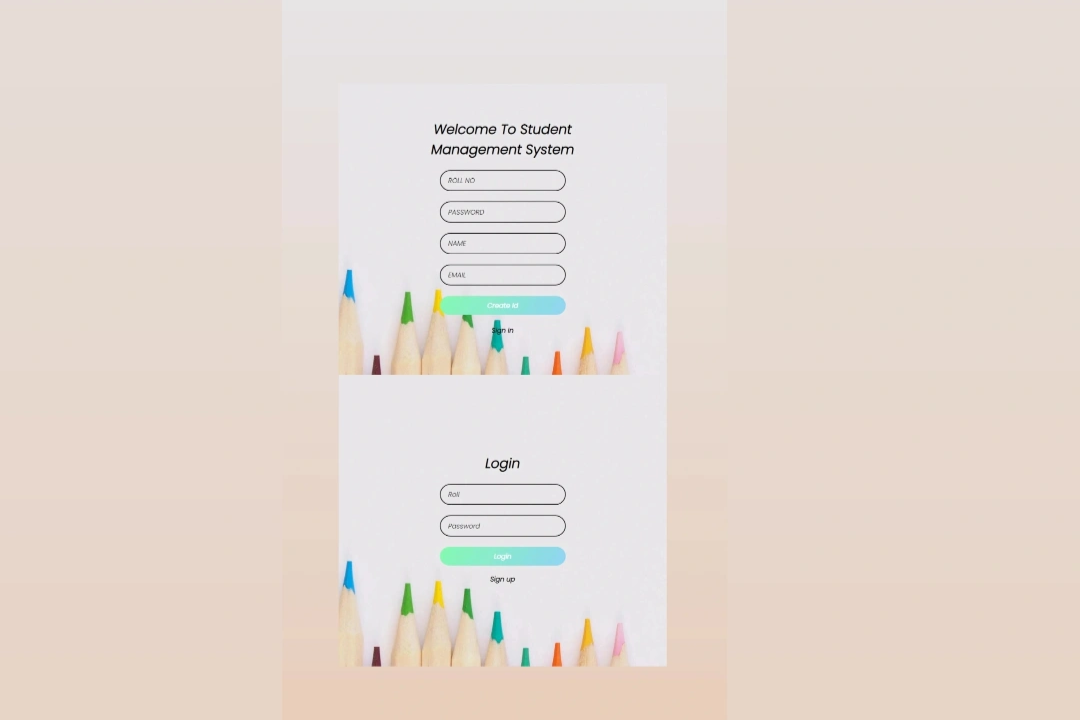 Welcome To Student
Management System
ROLL NO
PASSWORD
NAME
EMAIL
Create id
Sign in
Login
Roll
Password
Login
Sign up